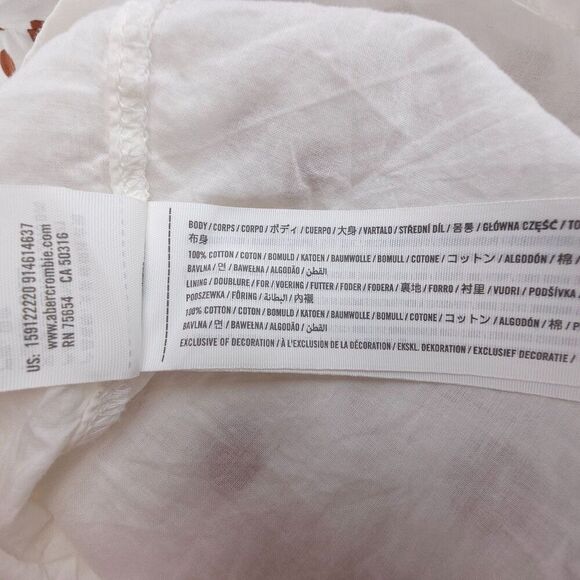 US: 159122220 914614637
www.abercrombie.com
RN 75654 CA 50316
BODY / CORPS / CORPO / ボディ / CUERPO / 大身 / VARTALO / STŘEDNÍ DÍL / 몸통 / GŁÓWNA CZĘŚĆ / TO
布身
100% COTTON / COTON / BOMULD / KATOEN / BAUMWOLLE / BOMULL / COTONE / コットン / ALGODÓN / 棉 /
BAVLNA / 면 / BAWEŁNA / ALGODÃO / القطن
LINING / DOUBLURE / FOR / VOERING / FUTTER / FODER / FODERA / 裏地 / FORRO / 衬里 / VUORI / PODŠÍVKA /
PODSZEWKA / FÔRING / البطانة / 內襯
100% COTTON / COTON / BOMULD / KATOEN / BAUMWOLLE / BOMULL / COTONE / コットン / ALGODÓN / 棉 / P
BAVLNA / 면 / BAWEŁNA / ALGODÃO / القطن
EXCLUSIVE OF DECORATION / À L'EXCLUSION DE LA DÉCORATION / EKSKL. DEKORATION / EXCLUSIEF DECORATIE /